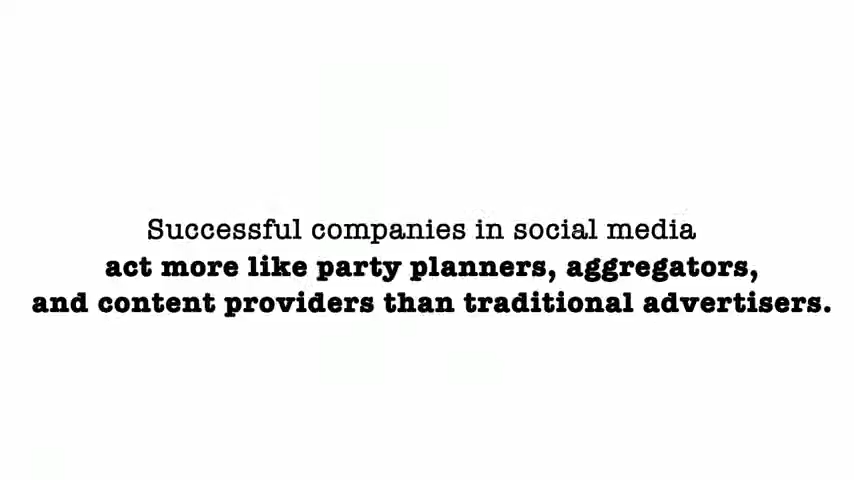 Successful companies in social media
act more like party planners, aggregators,
and content providers than traditional advertisers.